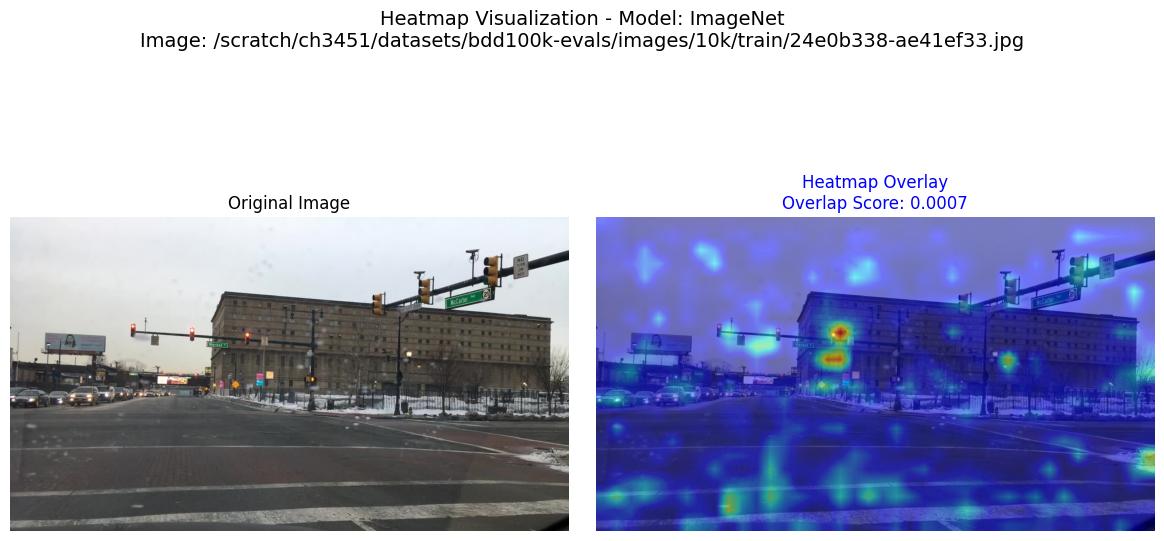 Heatmap Visualization - Model: ImageNet
Image: /scratch/ch3451/datasets/bdd100k-evals/images/10k/train/24e0b338-ae41ef33.jpg
Original Image
Heatmap Overlay
Overlap Score: 0.0007
McCarter